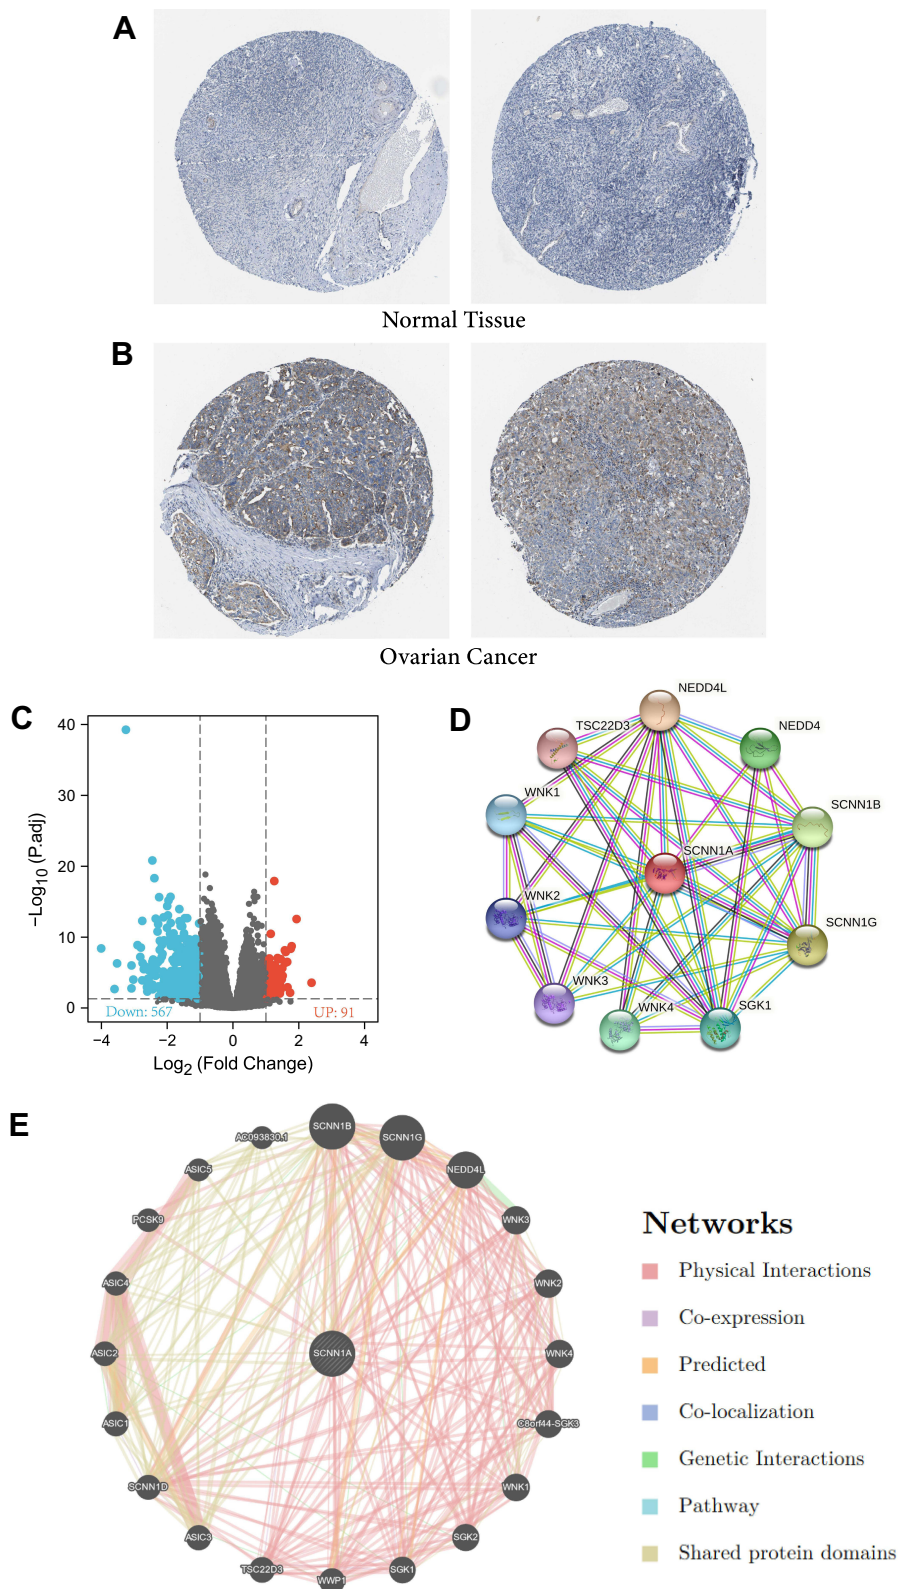 A
Normal Tissue
B
Ovarian Cancer
C
40
30
20
10
0
−Log10 (P.adj)
Down: 567
UP: 91
−4
−2
0
2
4
Log2 (Fold Change)
D
NEDD4L
TSC22D3
NEDD4
WNK1
SCNN1B
SCNN1A
WNK2
SCNN1G
WNK3
WNK4
SGK1
E
SCNN1B
AC093830.1
SCNN1G
ASIC5
NEDD4L
PCSK9
WNK3
ASIC4
WNK2
ASIC2
SCNN1A
WNK4
ASIC1
C8orf44-SGK3
SCNN1D
WNK1
ASIC3
SGK2
TSC22D3
SGK1
WWP1
Networks
Physical Interactions
Co-expression
Predicted
Co-localization
Genetic Interactions
Pathway
Shared protein domains